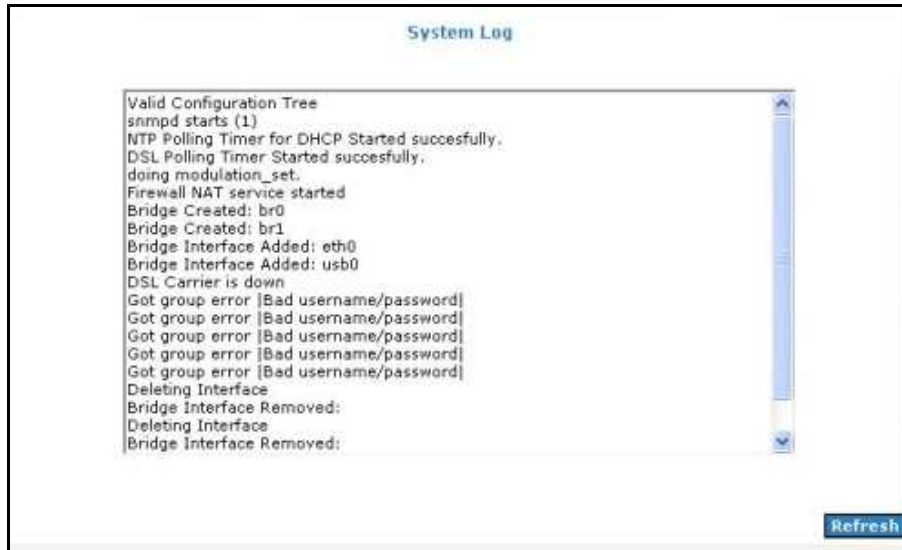 System Log
Valid Configuration Tree
snmpd starts (1)
NTP Polling Timer for DHCP Started succesfully.
DSL Polling Timer Started succesfully.
doing modulation_set.
Firewall NAT service started
Bridge Created: br0
Bridge Created: br1
Bridge Interface Added: eth0
Bridge Interface Added: usb0
DSL Carrier is down
Got group error |Bad username/password|
Got group error |Bad username/password|
Got group error |Bad username/password|
Got group error |Bad username/password|
Got group error |Bad username/password|
Deleting Interface
Bridge Interface Removed:
Deleting Interface
Bridge Interface Removed:
Refresh